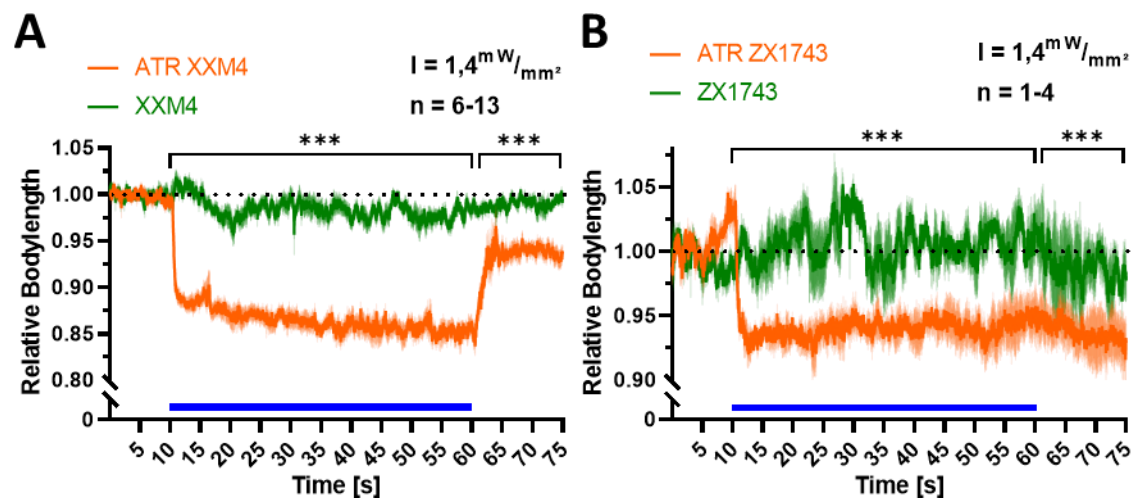 A
ATR XXM4
XXM4
I = 1,4 mW/mm²
n = 6-13
***
***
1.05
1.00
0.95
0.90
0.85
0.80
0
Relative Bodylength
5 10 15 20 25 30 35 40 45 50 55 60 65 70 75
Time [s]
B
ATR ZX1743
ZX1743
I = 1,4 mW/mm²
n = 1-4
***
***
1.05
1.00
0.95
0.90
0
Relative Bodylength
5 10 15 20 25 30 35 40 45 50 55 60 65 70 75
Time [s]